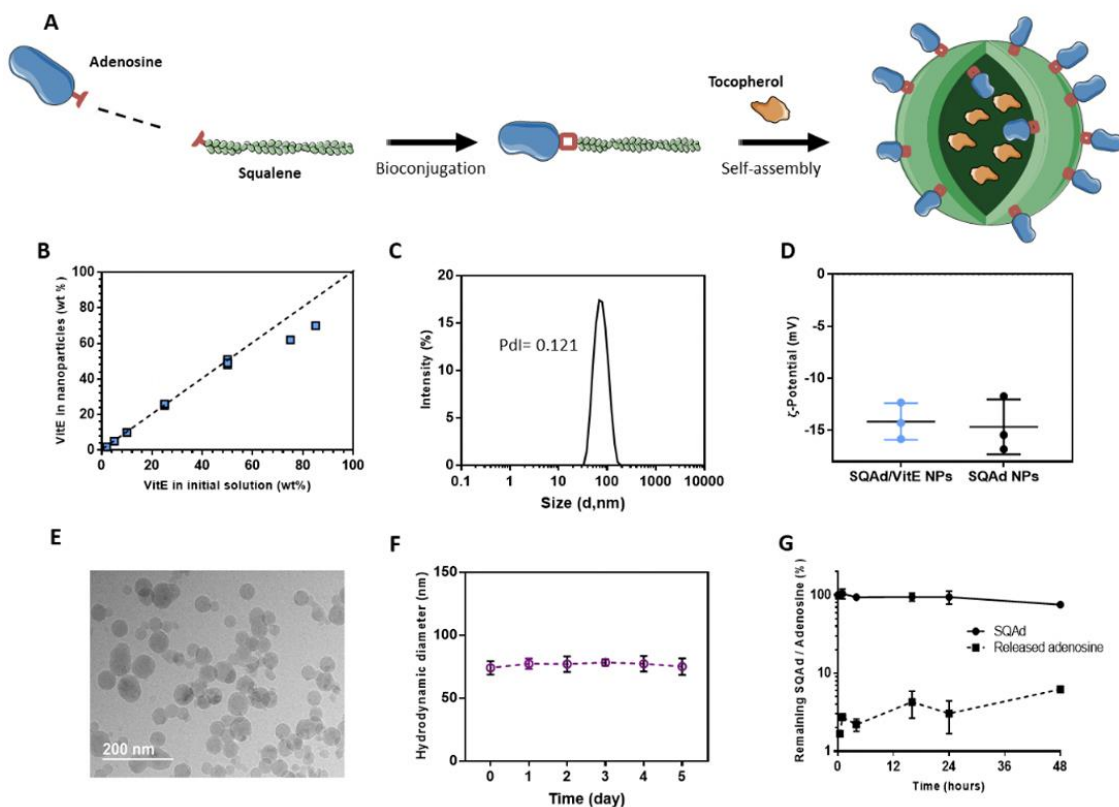 A
Adenosine
Squalene
Bioconjugation
Tocopherol
Self-assembly
B
VitE in nanoparticles (wt %)
100
80
60
40
20
0
0 20 40 60 80 100
VitE in initial solution (wt%)
C
Intensity (%)
20
15
10
5
0
PdI= 0.121
0.1 1 10 100 1000 10000
Size (d,nm)
D
ζ-Potential (mV)
0
-5
-10
-15
SQAd/VitE NPs SQAd NPs
E
200 nm
F
Hydrodynamic diameter (nm)
150
100
50
0
0 1 2 3 4 5
Time (day)
G
Remaining SQAd / Adenosine (%)
100
10
1
SQAd
Released adenosine
0 12 24 36 48
Time (hours)